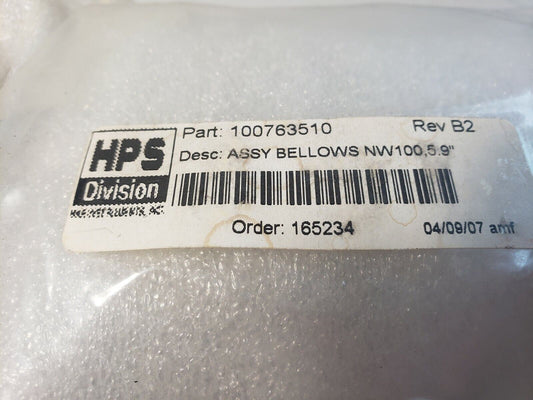 Part: 100763510 Rev B2
HPS
Desc: ASSY BELLOWS NW100,5.9"
Division
Order: 165234 04/09/07 amf